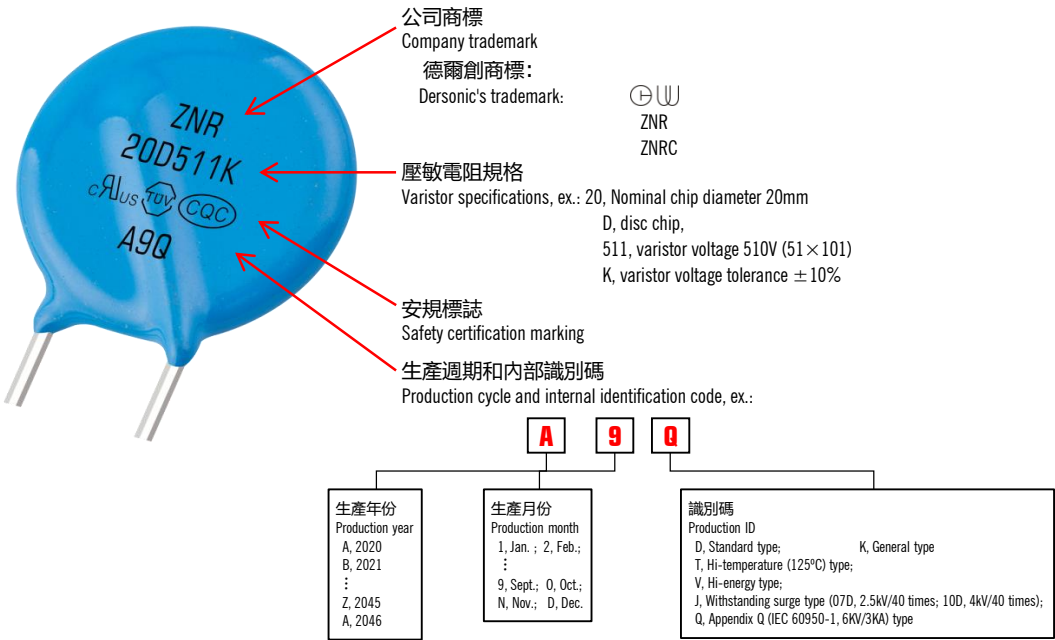 公司商標
Company trademark
德爾創商標：
Dersonic's trademark:
ZNR
ZNRC
ZNR
20D511K
cRUus TÜV CQC
A9Q
壓敏電阻規格
Varistor specifications, ex.: 20, Nominal chip diameter 20mm
D, disc chip,
511, varistor voltage 510V (51×101)
K, varistor voltage tolerance ±10%
安規標誌
Safety certification marking
生產週期和內部識別碼
Production cycle and internal identification code, ex.:
A 9 Q
生產年份
Production year
A, 2020
B, 2021
⋮
Z, 2045
A, 2046
生產月份
Production month
1, Jan. ; 2, Feb.;
⋮
9, Sept.; O, Oct.;
N, Nov.; D, Dec.
識別碼
Production ID
D, Standard type; K, General type
T, Hi-temperature (125ºC) type;
V, Hi-energy type;
J, Withstanding surge type (07D, 2.5kV/40 times; 10D, 4kV/40 times);
Q, Appendix Q (IEC 60950-1, 6KV/3KA) type